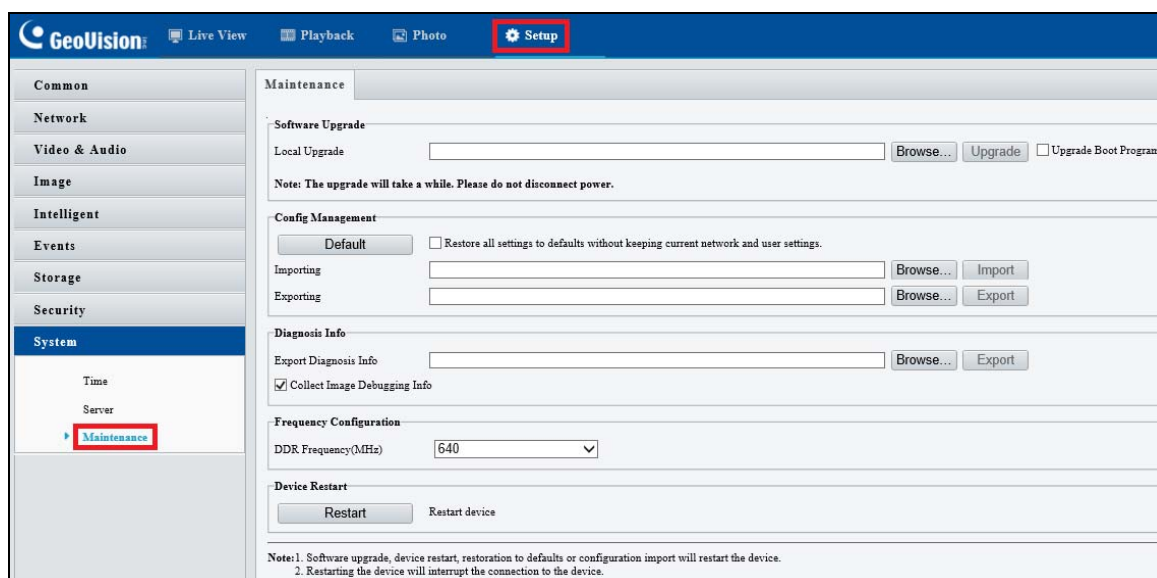 GeoVision Live View Playback Photo Setup
Common
Network
Video & Audio
Image
Intelligent
Events
Storage
Security
System
Time
Server
Maintenance
Maintenance
Software Upgrade
Local Upgrade Browse... Upgrade Upgrade Boot Program
Note: The upgrade will take a while. Please do not disconnect power.
Config Management
Default Restore all settings to defaults without keeping current network and user settings.
Importing Browse... Import
Exporting Browse... Export
Diagnosis Info
Export Diagnosis Info Browse... Export
Collect Image Debugging Info
Frequency Configuration
DDR Frequency(MHz) 640
Device Restart
Restart Restart device
Note:1. Software upgrade, device restart, restoration to defaults or configuration import will restart the device.
2. Restarting the device will interrupt the connection to the device.